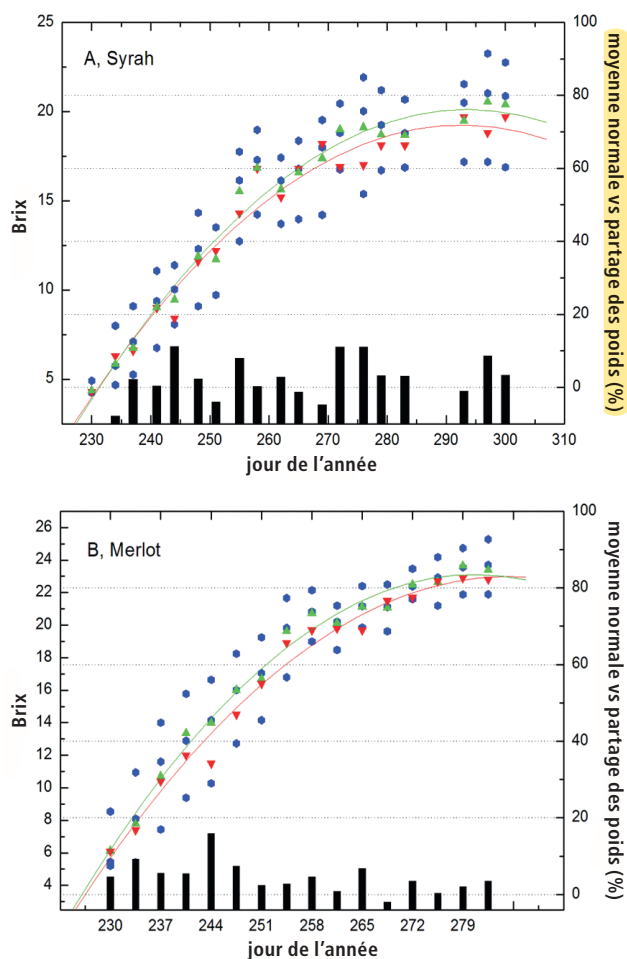 A, Syrah
Brix
25
20
15
10
5
100
80
60
40
20
0
moyenne normale vs partage des poids (%)
230 240 250 260 270 280 290 300 310
jour de l'année
B, Merlot
Brix
26
24
22
20
18
16
14
12
10
8
6
4
100
80
60
40
20
0
moyenne normale vs partage des poids (%)
230 237 244 251 258 265 272 279
jour de l'année